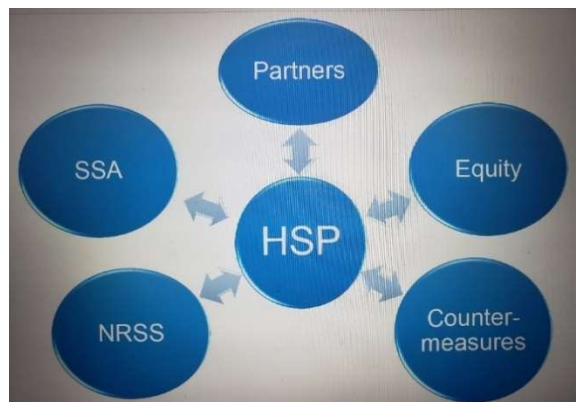 Partners
SSA
Equity
HSP
NRSS
Counter-
measures